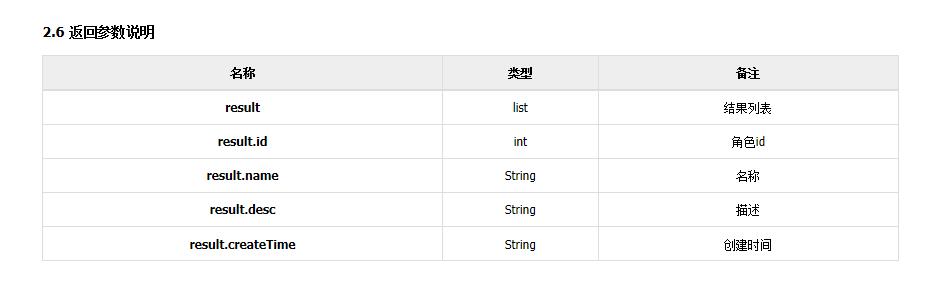 2.6 返回参数说明
名称 类型 备注
result list 结果列表
result.id int 角色id
result.name String 名称
result.desc String 描述
result.createTime String 创建时间